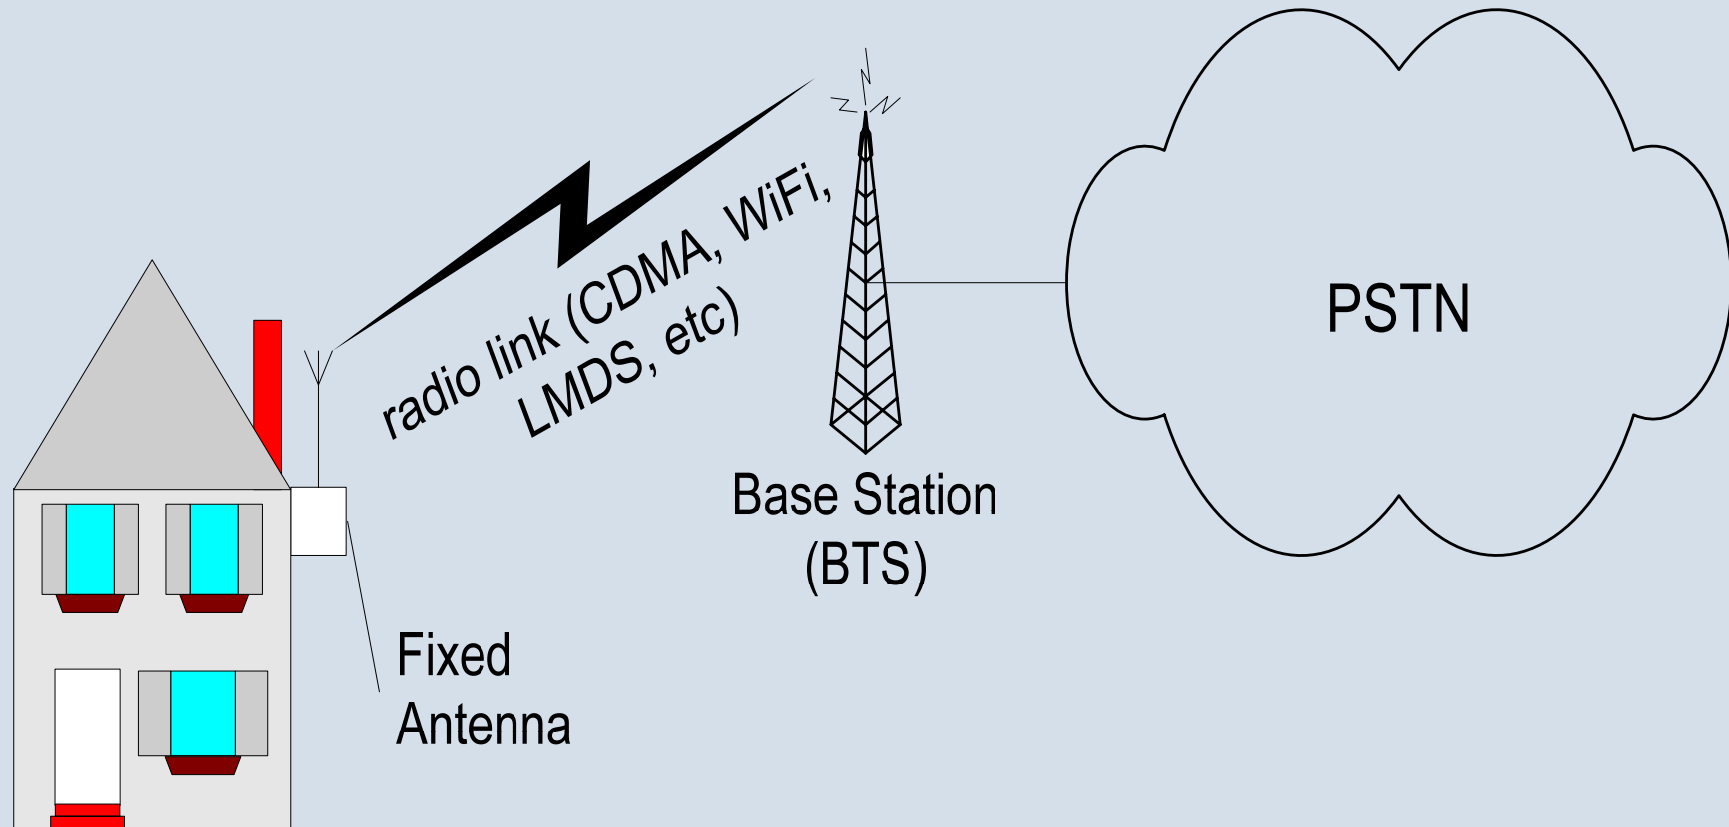 radio link (CDMA, WiFi,
LMDS, etc)
PSTN
Base Station
(BTS)
Fixed
Antenna